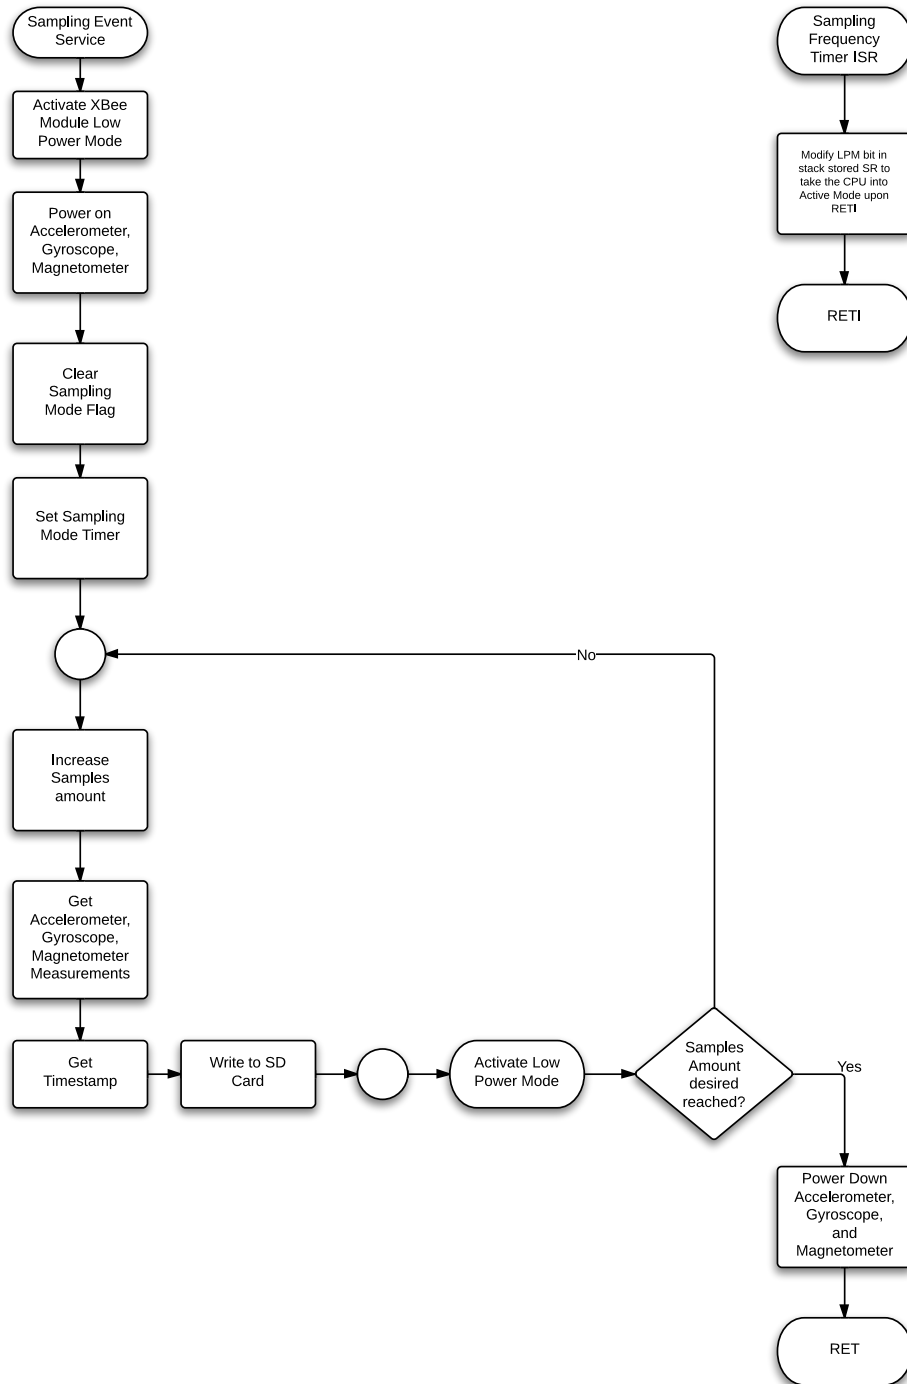 Sampling Event
Service
Activate XBee
Module Low
Power Mode
Power on
Accelerometer,
Gyroscope,
Magnetometer
Clear
Sampling
Mode Flag
Set Sampling
Mode Timer
No
Increase
Samples
amount
Get
Accelerometer,
Gyroscope,
Magnetometer
Measurements
Get
Timestamp
Write to SD
Card
Activate Low
Power Mode
Samples
Amount
desired
reached?
Yes
Power Down
Accelerometer,
Gyroscope,
and
Magnetometer
RET
Sampling
Frequency
Timer ISR
Modify LPM bit in
stack stored SR to
take the CPU into
Active Mode upon
RETI
RETI